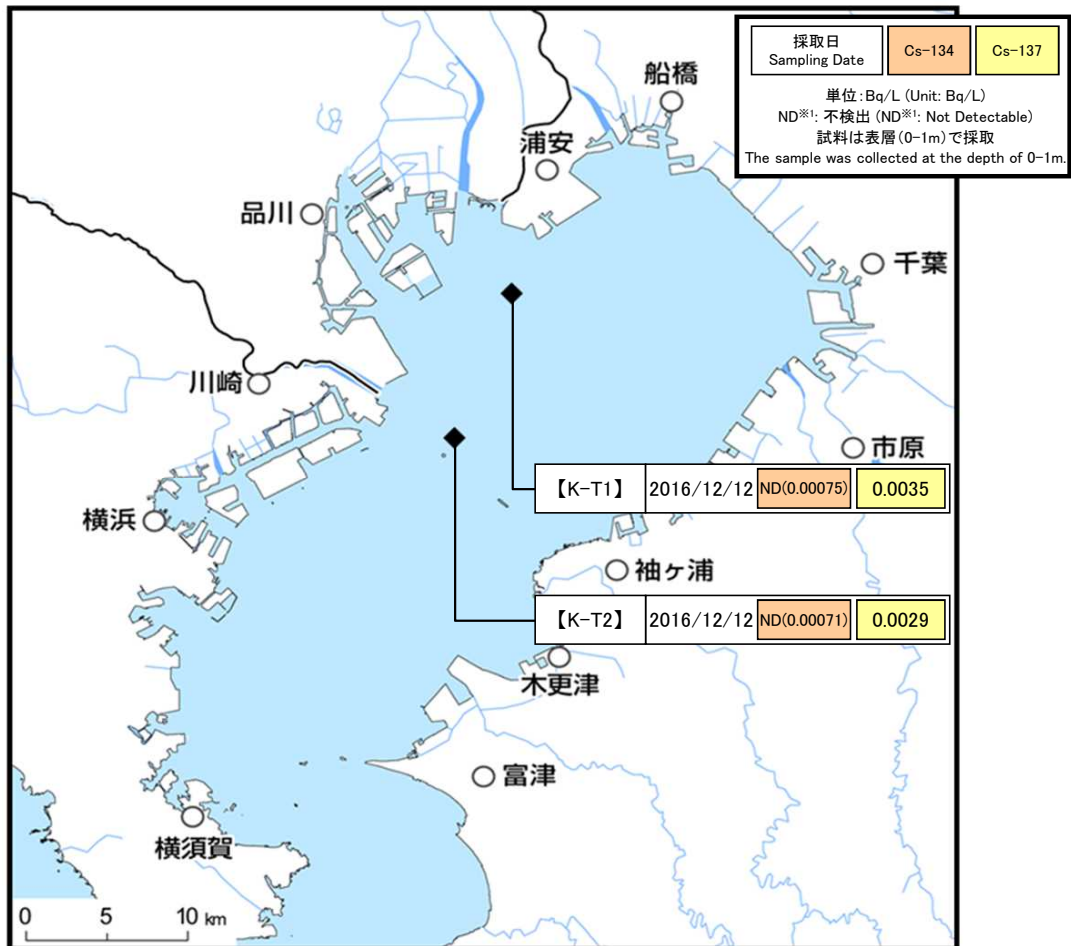 採取日
Sampling Date
Cs-134
Cs-137
単位:Bq/L (Unit: Bq/L)
ND※1: 不検出 (ND※1: Not Detectable)
試料は表層(0-1m)で採取
The sample was collected at the depth of 0-1m.
船橋
浦安
品川
千葉
川崎
市原
【K-T1】 2016/12/12 ND(0.00075) 0.0035
横浜
袖ヶ浦
【K-T2】 2016/12/12 ND(0.00071) 0.0029
木更津
富津
横須賀
0 5 10 km